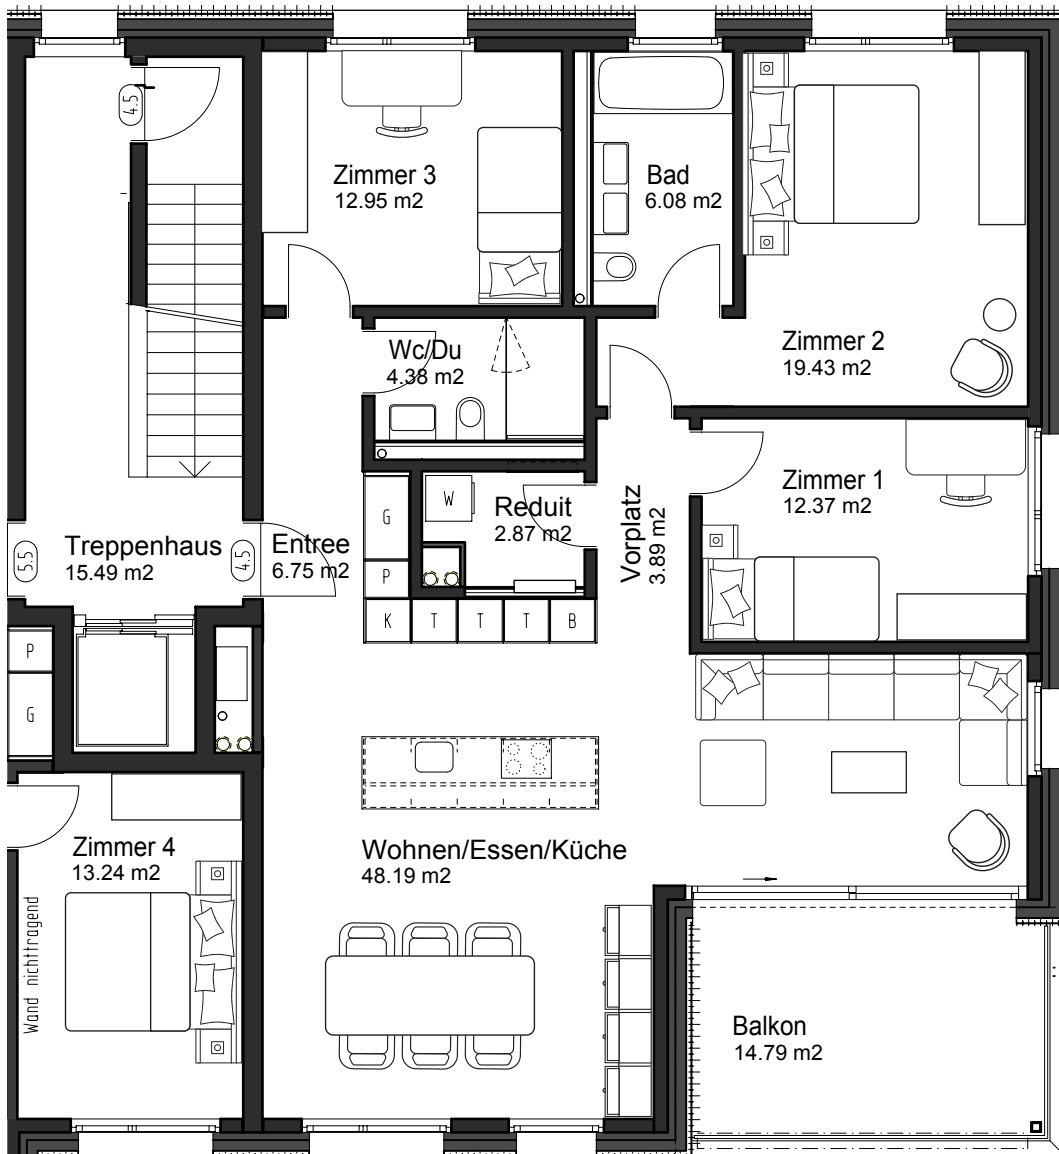 4.5
Zimmer 3
12.95 m2
Bad
6.08 m2
Zimmer 2
19.43 m2
Wc/Du
4.38 m2
Zimmer 1
12.37 m2
W
Reduit
2.87 m2
Vorplatz
3.89 m2
G
P
5.5
Treppenhaus
15.49 m2
4.5
Entree
6.75 m2
K
T
T
T
B
P
G
Zimmer 4
13.24 m2
Wand nichttragend
Wohnen/Essen/Küche
48.19 m2
Balkon
14.79 m2